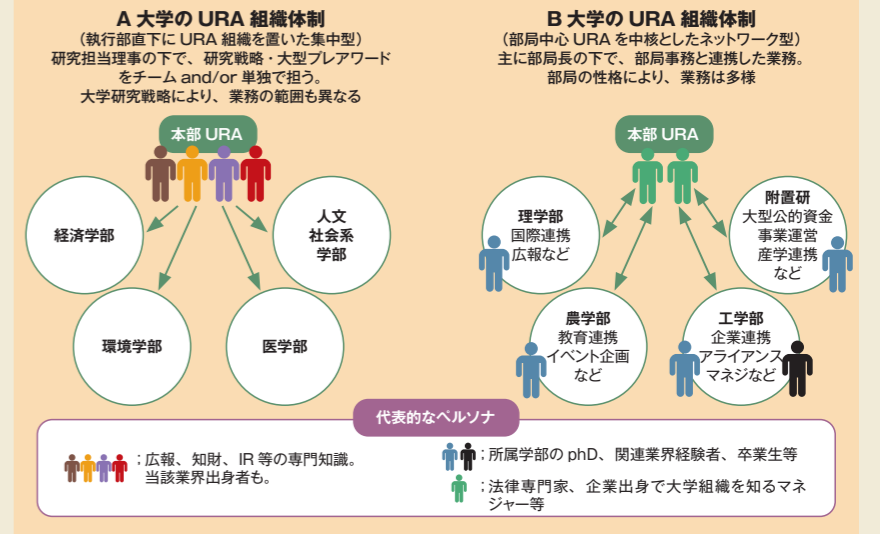 A 大学の URA 組織体制
（執行部直下に URA 組織を置いた集中型）
研究担当理事の下で、研究戦略・大型プレアワード
をチーム and/or 単独で担う。
大学研究戦略により、業務の範囲も異なる
本部 URA
経済学部
人文
社会系
学部
環境学部
医学部
B 大学の URA 組織体制
（部局中心 URA を中核としたネットワーク型）
主に部局長の下で、部局事務と連携した業務。
部局の性格により、業務は多様
本部 URA
理学部
国際連携
広報など
附置研
大型公的資金
事業運営
産学連携
など
農学部
教育連携
イベント企画
など
工学部
企業連携
アライアンス
マネジなど
代表的なペルソナ
；広報、知財、IR 等の専門知識。
当該業界出身者も。
；所属学部の phD、関連業界経験者、卒業生等
；法律専門家、企業出身で大学組織を知るマネ
ジャー等